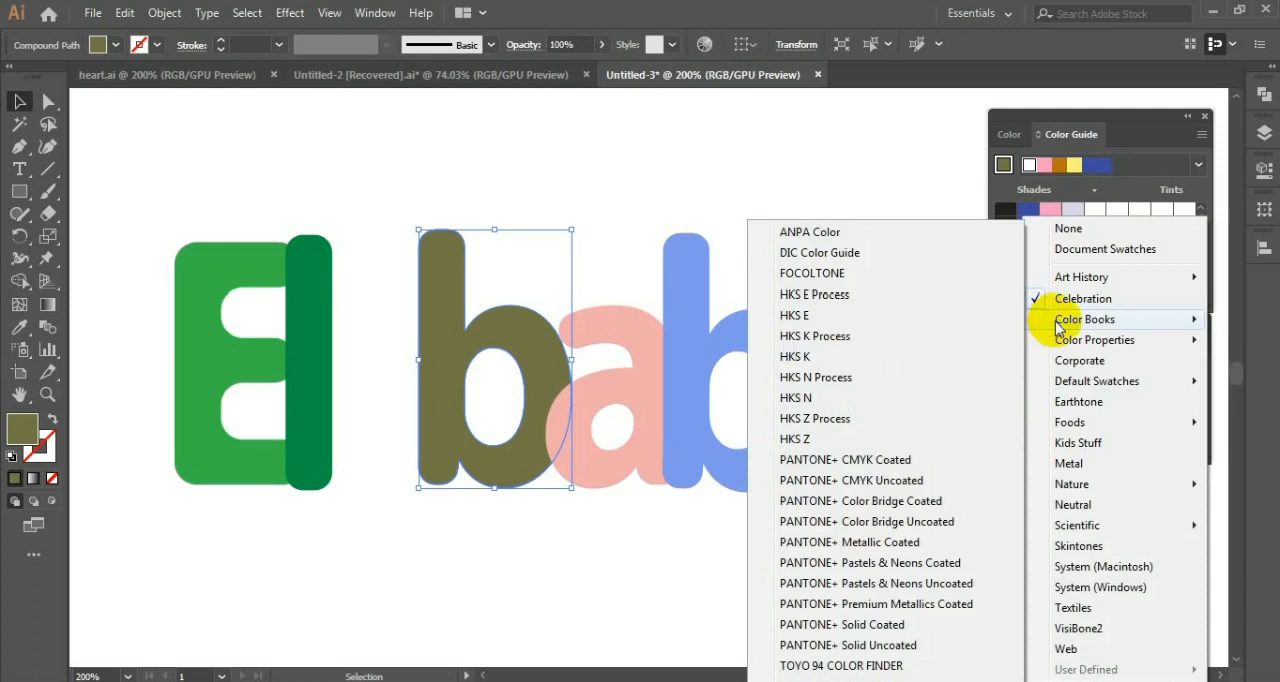 Ai File Edit Object Type Select Effect View Window Help Essentials Search Adobe Stock
Compound Path Stroke: Basic Opacity: 100% Style: Transform
heart.ai @ 200% (RGB/GPU Preview) Untitled-2 [Recovered].ai* @ 74.03% (RGB/GPU Preview) Untitled-3* @ 200% (RGB/GPU Preview)
Color Color Guide
Shades Tints
El bab
ANPA Color
DIC Color Guide
FOCOLTONE
HKS E Process
HKS E
HKS K Process
HKS K
HKS N Process
HKS N
HKS Z Process
HKS Z
PANTONE+ CMYK Coated
PANTONE+ CMYK Uncoated
PANTONE+ Color Bridge Coated
PANTONE+ Color Bridge Uncoated
PANTONE+ Metallic Coated
PANTONE+ Pastels & Neons Coated
PANTONE+ Pastels & Neons Uncoated
PANTONE+ Premium Metallics Coated
PANTONE+ Solid Coated
PANTONE+ Solid Uncoated
TOYO 94 COLOR FINDER
None
Document Swatches
Art History
Celebration
Color Books
Color Properties
Corporate
Default Swatches
Earthtone
Foods
Kids Stuff
Metal
Nature
Neutral
Scientific
Skintones
System (Macintosh)
System (Windows)
Textiles
VisiBone2
Web
User Defined
200% 1 Selection